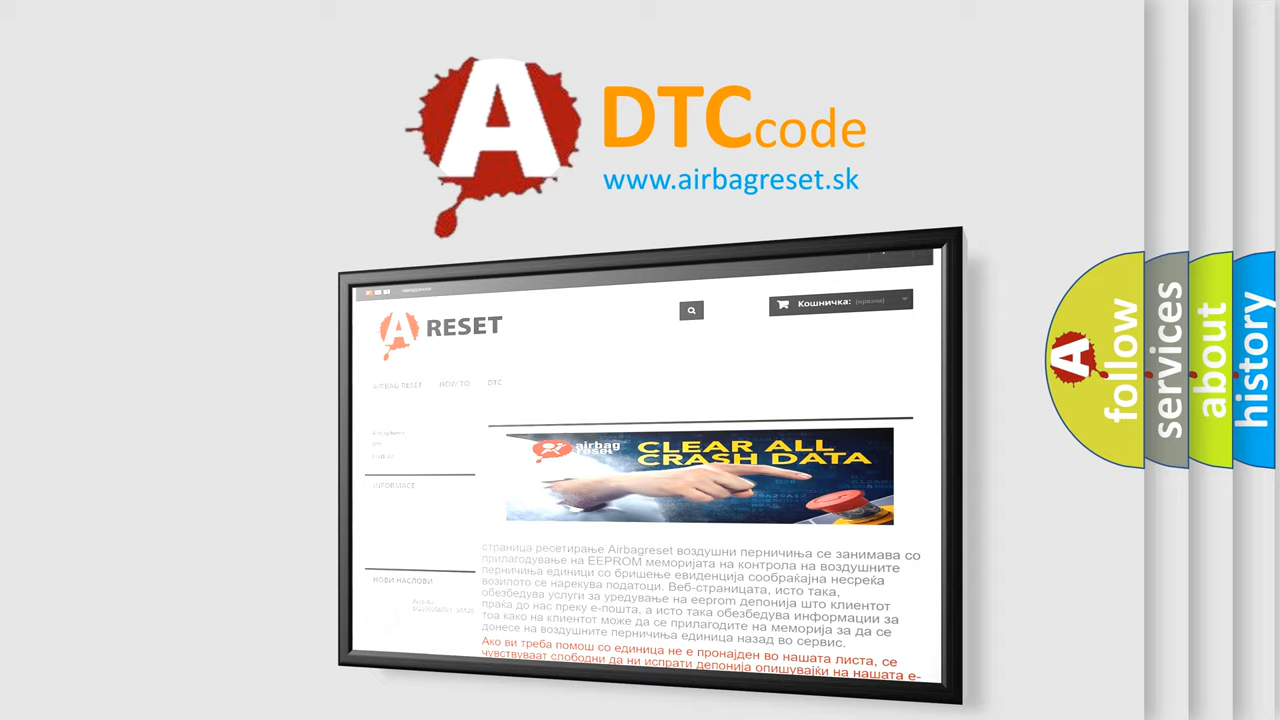 A DTCcode
www.airbagreset.sk
A RESET
Кошничка: (празно)
AIRBAG RESET HOW TO DTC
INFORMACE
airbag
reset
CLEAR ALL
CRASH DATA
страница ресетирање Airbagreset воздушни перничиња се занимава со
прилагодување на EEPROM меморијата на контрола на воздушните
перничиња единици со бришење евиденција сообраќајна несреќа
возилото се нарекува податоци. Веб-страницата, исто така,
обезбедува услуги за уредување на eeprom депонија што клиентот
праќа до нас преку е-пошта, а исто така обезбедува информации за
тоа како на клиентот може да се прилагодите на меморија за да се
донесе на воздушните перничиња единица назад во сервис.
Ако ви треба помош со единица не е пронајден во нашата листа, се
чувствуваат слободни да ни испрати депонија опишувајќи на нашата е-
НОВИ НАСЛОВИ
A follow
services
about
history